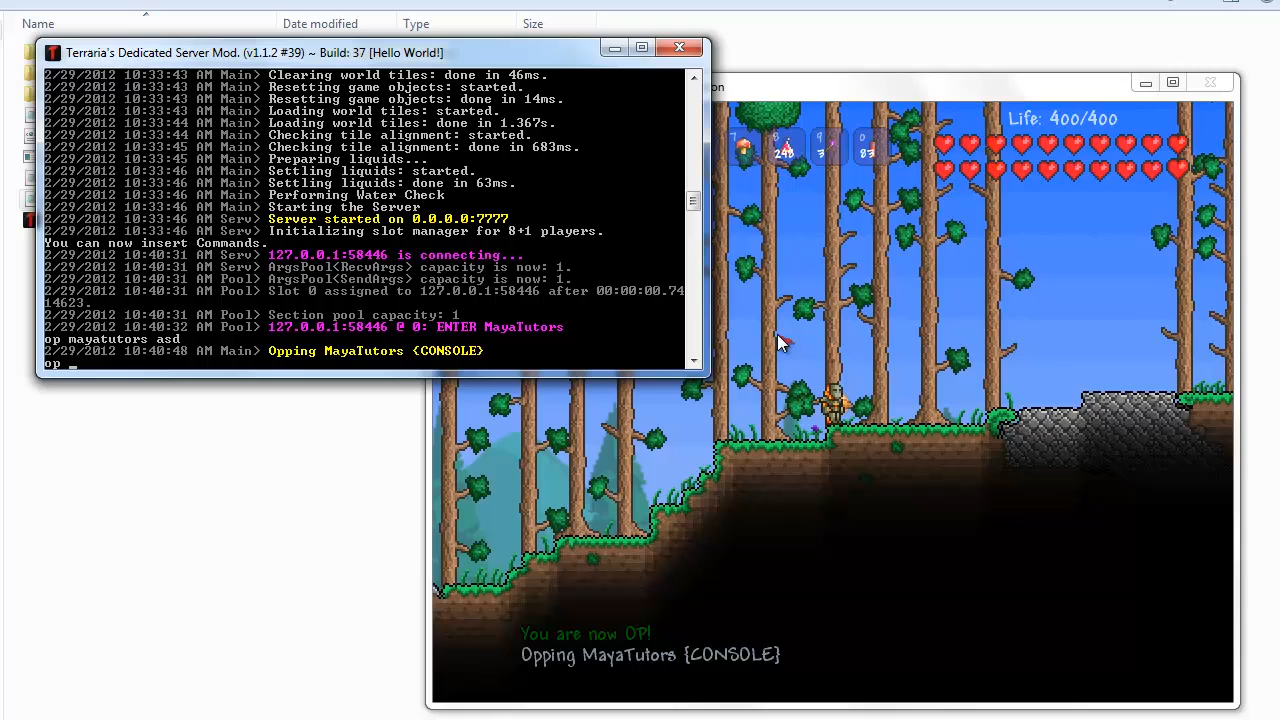 Name Date modified Type Size
Terraria's Dedicated Server Mod. (v1.1.2 #39) ~ Build: 37 [Hello World!]
2/29/2012 10:33:43 AM Main> Clearing world tiles: done in 46ms.
2/29/2012 10:33:43 AM Main> Resetting game objects: started.
2/29/2012 10:33:43 AM Main> Resetting game objects: done in 14ms.
2/29/2012 10:33:43 AM Main> Loading world tiles: started.
2/29/2012 10:33:44 AM Main> Loading world tiles: done in 1.367s.
2/29/2012 10:33:44 AM Main> Checking tile alignment: started.
2/29/2012 10:33:45 AM Main> Checking tile alignment: done in 683ms.
2/29/2012 10:33:45 AM Main> Preparing liquids...
2/29/2012 10:33:46 AM Main> Settling liquids: started.
2/29/2012 10:33:46 AM Main> Settling liquids: done in 63ms.
2/29/2012 10:33:46 AM Main> Performing Water Check
2/29/2012 10:33:46 AM Main> Starting the Server
2/29/2012 10:33:46 AM Serv> Server started on 0.0.0.0:7777
2/29/2012 10:33:46 AM Serv> Initializing slot manager for 8+1 players.
You can now insert Commands.
2/29/2012 10:40:31 AM Serv> 127.0.0.1:58446 is connecting...
2/29/2012 10:40:31 AM Serv> ArgsPool<RecvArgs> capacity is now: 1.
2/29/2012 10:40:31 AM Pool> ArgsPool<SendArgs> capacity is now: 1.
2/29/2012 10:40:31 AM Pool> Slot 0 assigned to 127.0.0.1:58446 after 00:00:00.74
14623.
2/29/2012 10:40:31 AM Pool> Section pool capacity: 1
2/29/2012 10:40:32 AM Pool> 127.0.0.1:58446 @ 0: ENTER MayaTutors
op mayatutors asd
2/29/2012 10:40:48 AM Main> Opping MayaTutors {CONSOLE}
op _
on
Life: 400/400
7 8 9 0
248 3 83
You are now OP!
Opping MayaTutors {CONSOLE}